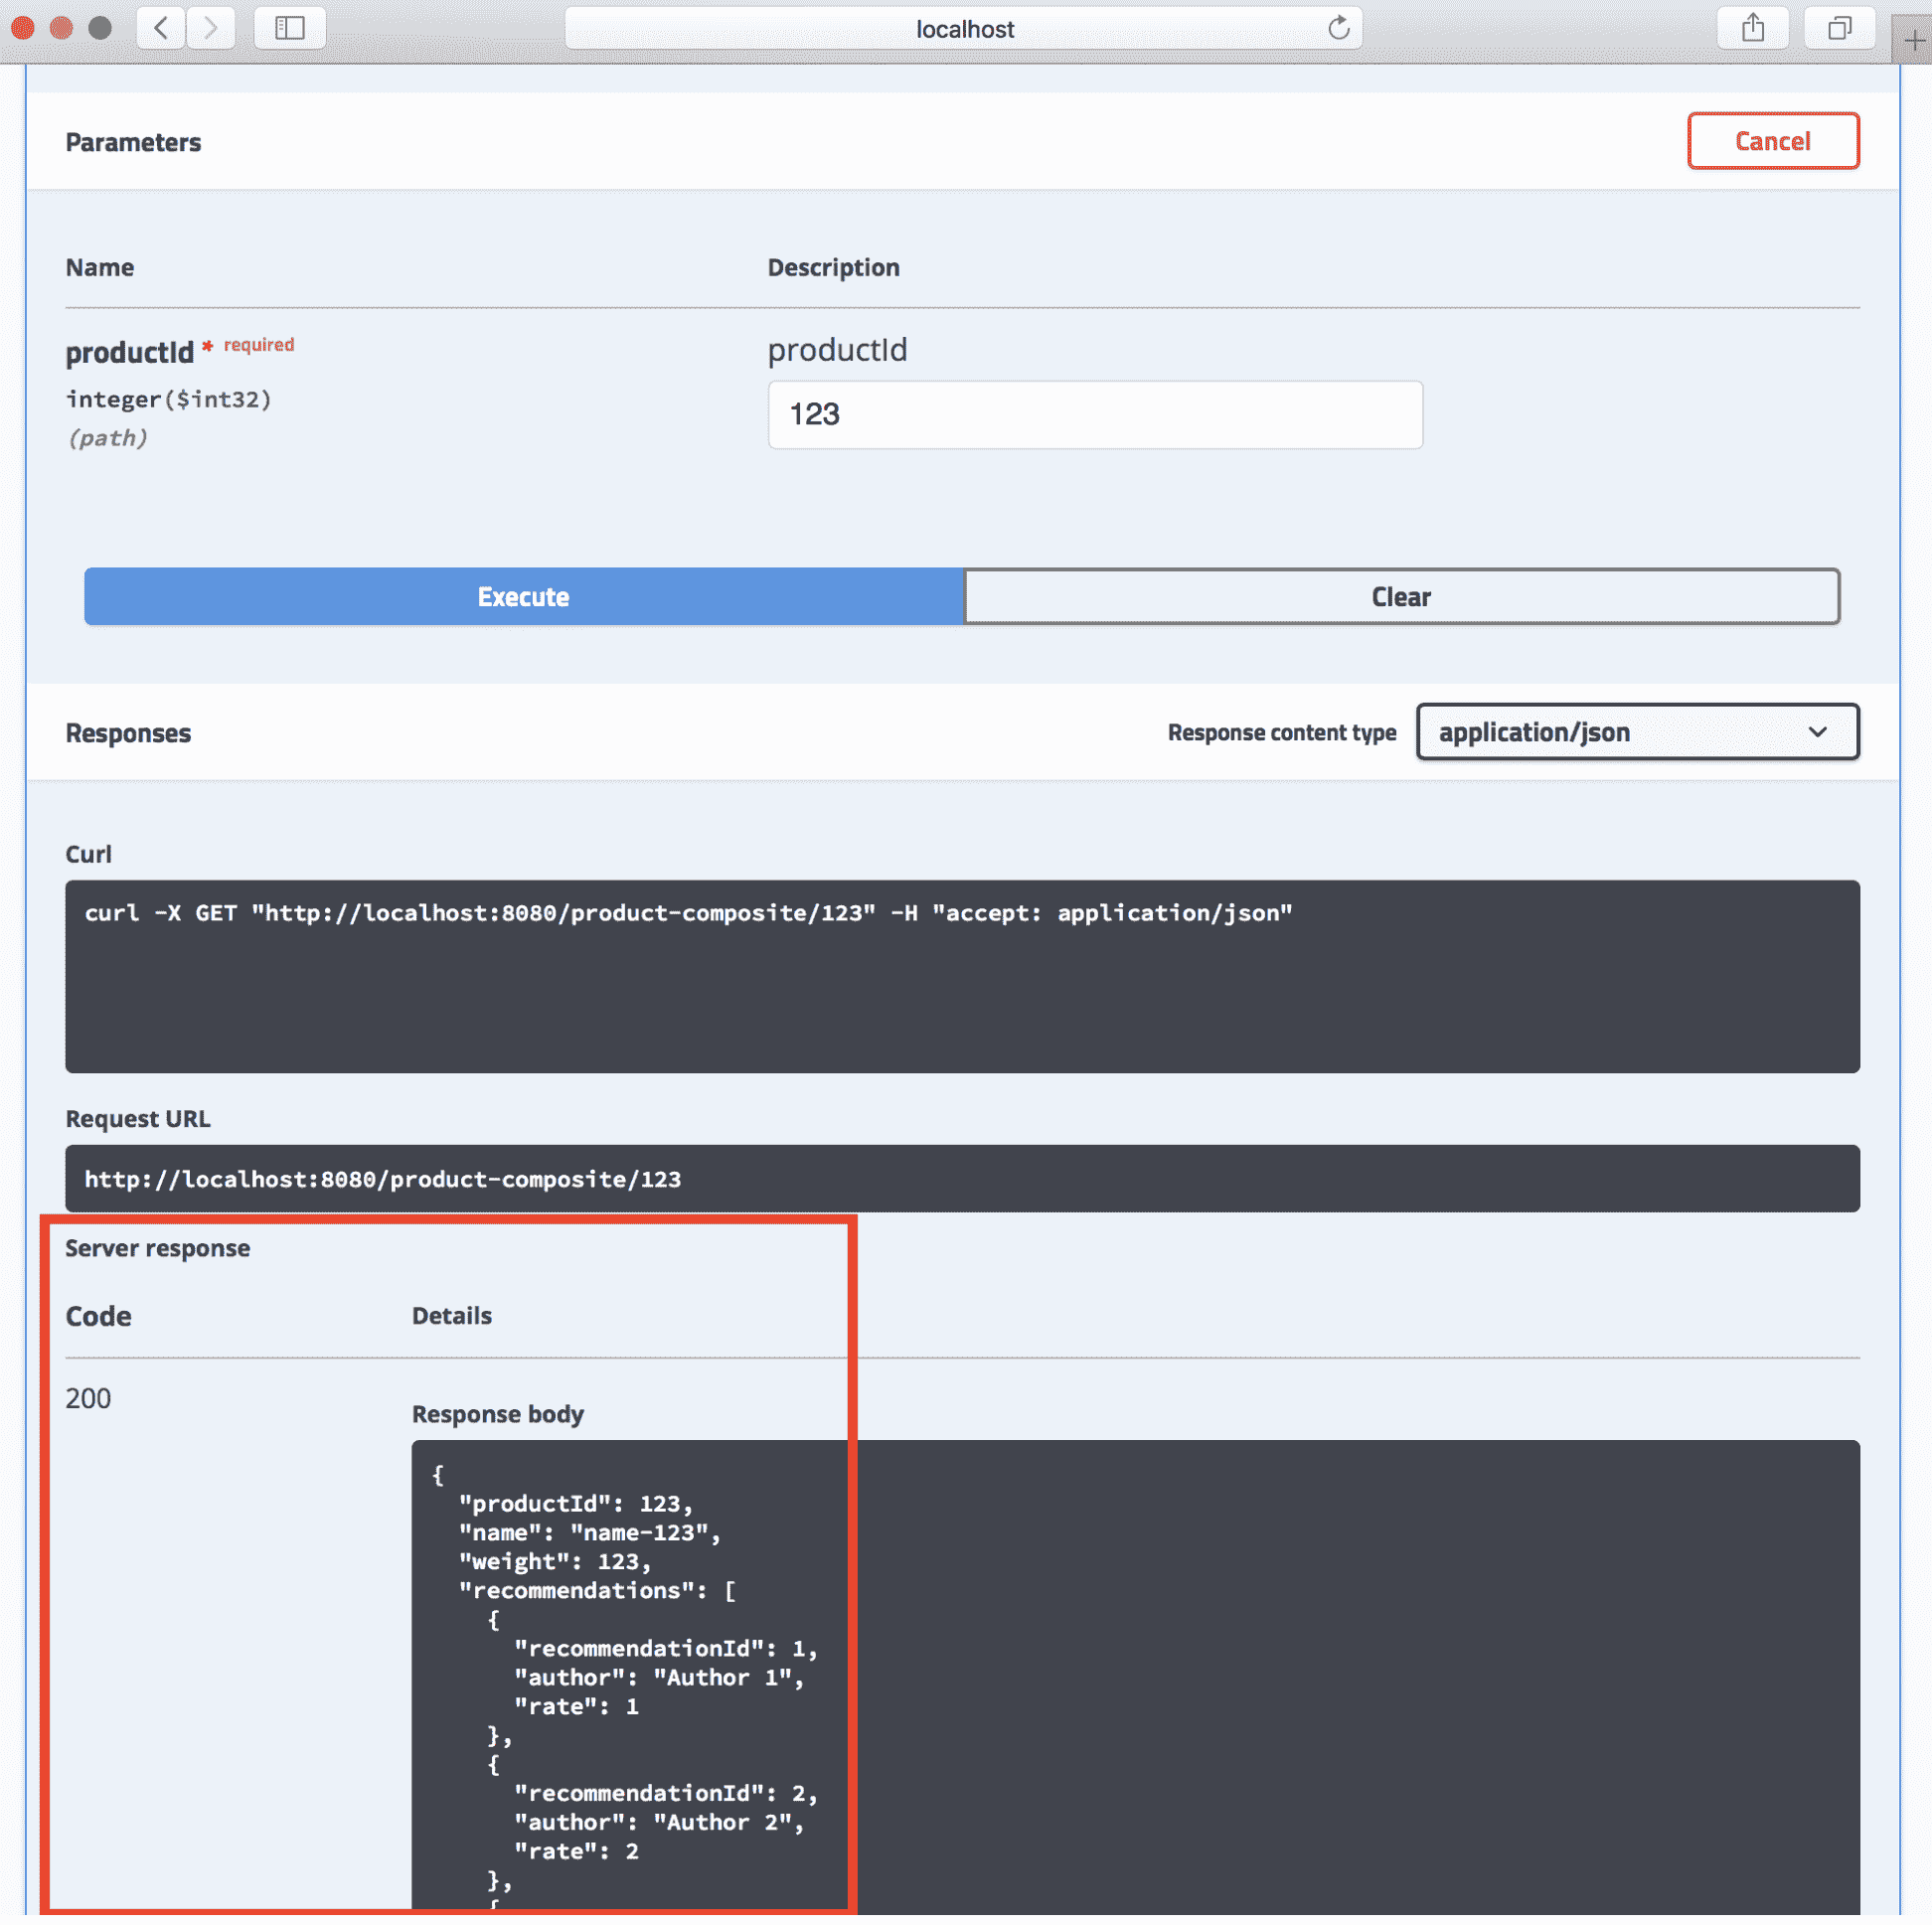 localhost
Parameters
Cancel
Name Description
productId * required productId
integer($int32) 123
(path)
Execute Clear
Responses Response content type application/json
Curl
curl -X GET "http://localhost:8080/product-composite/123" -H "accept: application/json"
Request URL
http://localhost:8080/product-composite/123
Server response
Code Details
200
Response body
{
"productId": 123,
"name": "name-123",
"weight": 123,
"recommendations": [
{
"recommendationId": 1,
"author": "Author 1",
"rate": 1
},
{
"recommendationId": 2,
"author": "Author 2",
"rate": 2
},
{